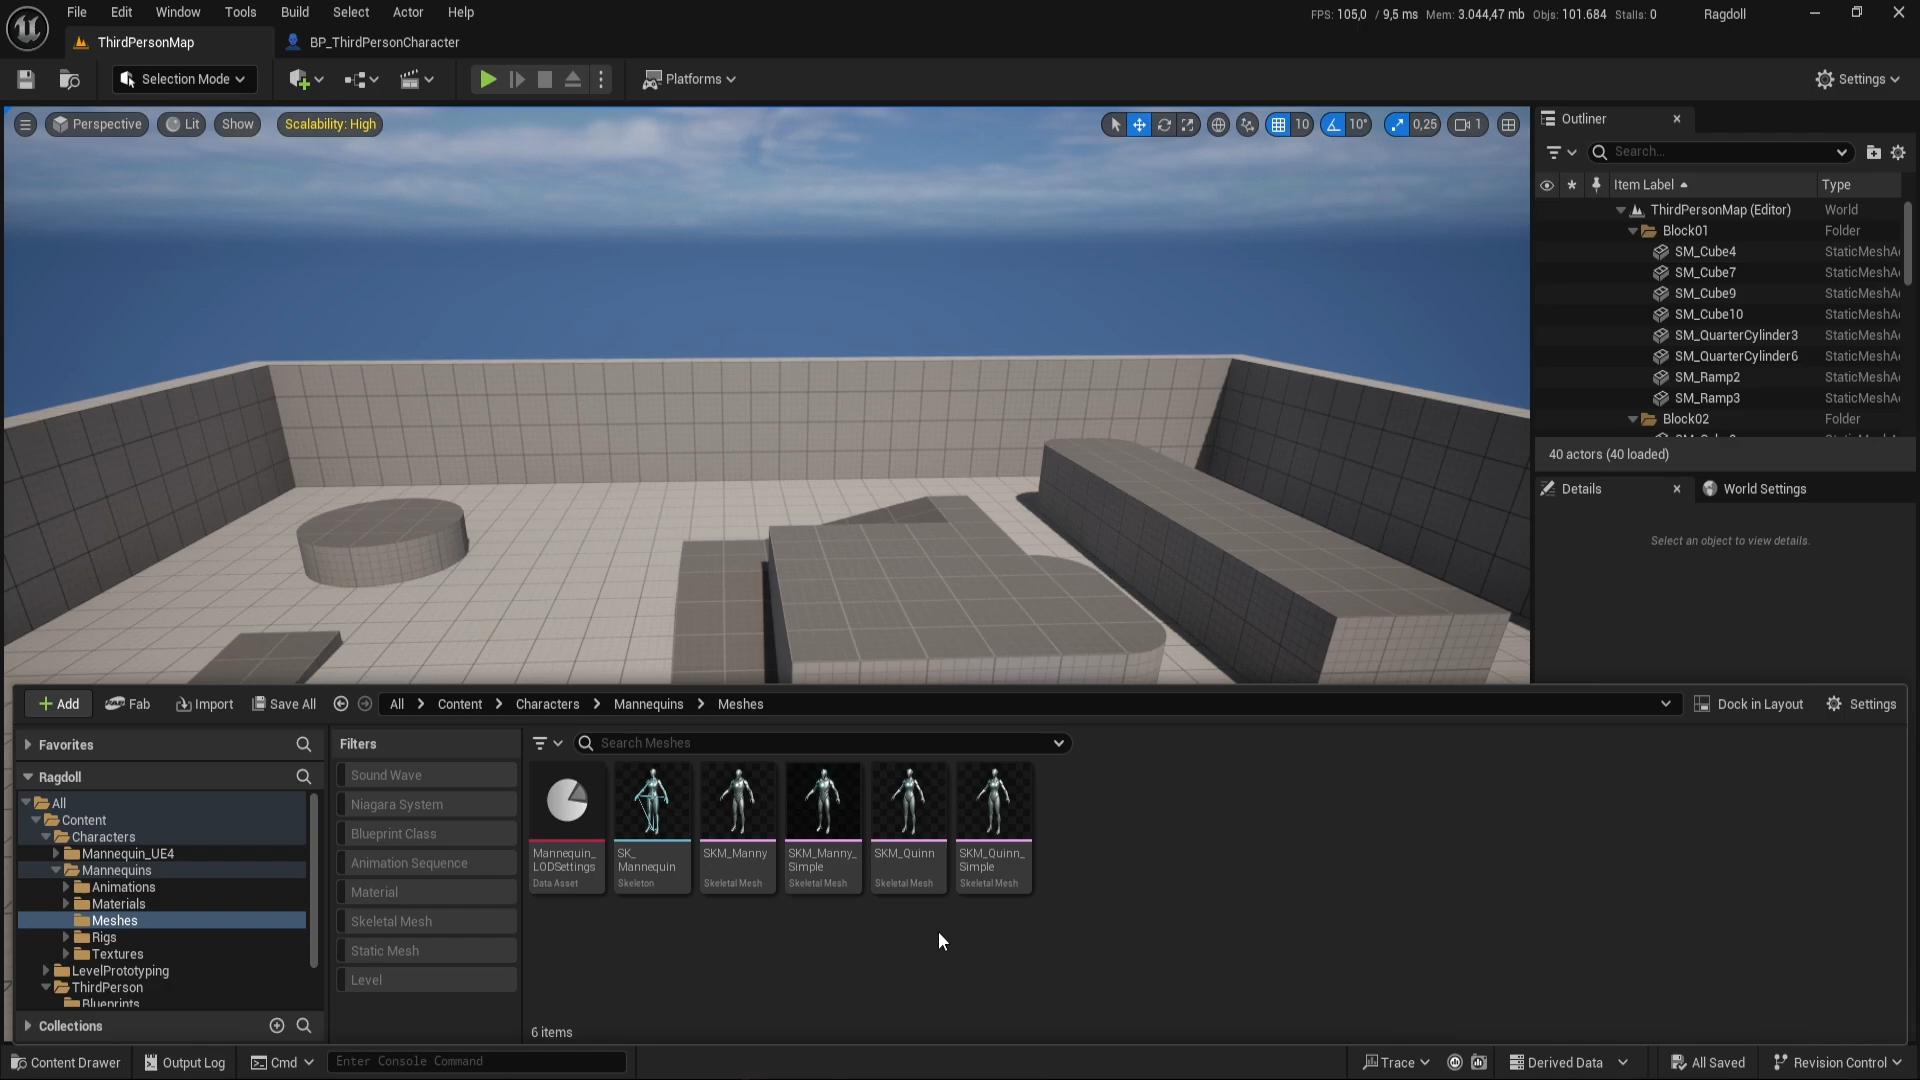 File Edit Window Tools Build Select Actor Help
FPS: 105,0 / 9,5 ms Mem: 3.044,47 mb Objs: 101.684 Stalls: 0 Ragdoll
ThirdPersonMap BP_ThirdPersonCharacter
Selection Mode Platforms Settings
Perspective Lit Show Scalability: High 10 10° 0,25 1
Outliner
Search...
Item Label Type
ThirdPersonMap (Editor) World
Block01 Folder
SM_Cube4 StaticMeshA
SM_Cube7 StaticMeshA
SM_Cube9 StaticMeshA
SM_Cube10 StaticMeshA
SM_QuarterCylinder3 StaticMeshA
SM_QuarterCylinder6 StaticMeshA
SM_Ramp2 StaticMeshA
SM_Ramp3 StaticMeshA
Block02 Folder
40 actors (40 loaded)
Details World Settings
Select an object to view details.
Add Fab Import Save All All Content Characters Mannequins Meshes Dock in Layout Settings
Favorites
Ragdoll
All
Content
Characters
Mannequin_UE4
Mannequins
Animations
Materials
Meshes
Rigs
Textures
LevelPrototyping
ThirdPerson
Blueprints
Collections
Filters
Sound Wave
Niagara System
Blueprint Class
Animation Sequence
Material
Skeletal Mesh
Static Mesh
Level
Search Meshes
Mannequin_
LODSettings
Data Asset
SK_
Mannequin
Skeleton
SKM_Manny
Skeletal Mesh
SKM_Manny_
Simple
Skeletal Mesh
SKM_Quinn
Skeletal Mesh
SKM_Quinn_
Simple
Skeletal Mesh
6 items
Content Drawer Output Log Cmd Enter Console Command Trace Derived Data All Saved Revision Control